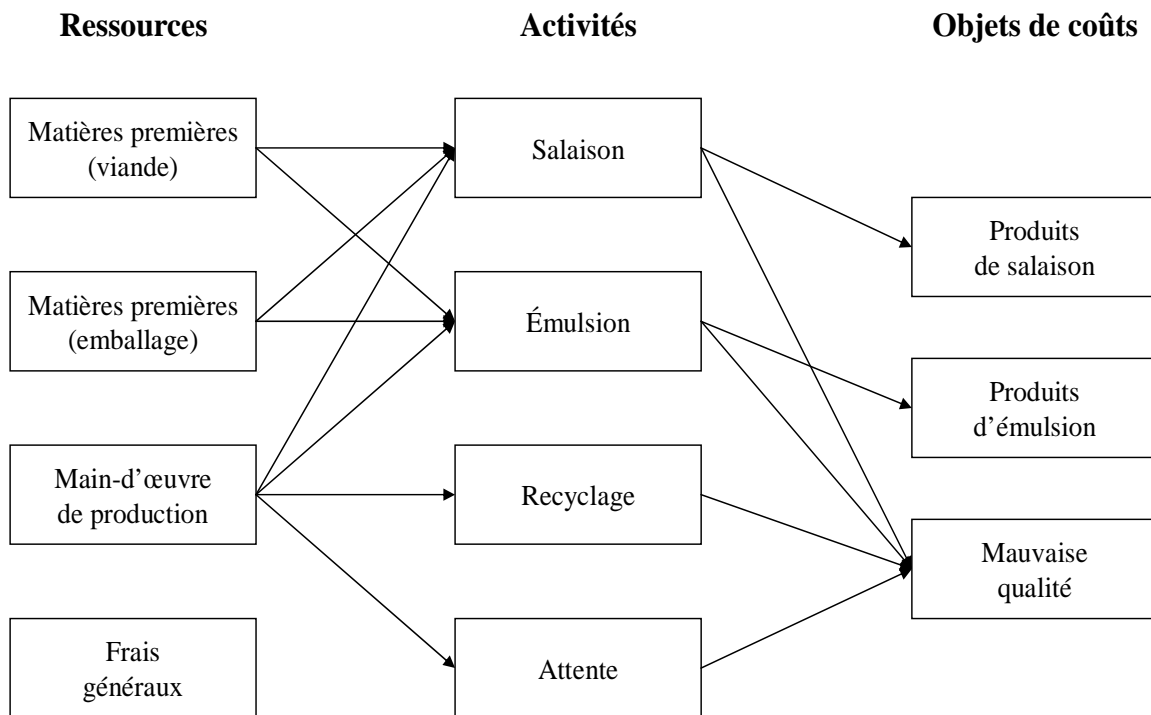 Ressources
Activités
Objets de coûts
Matières premières
(viande)
Salaison
Produits
de salaison
Matières premières
(emballage)
Émulsion
Produits
d’émulsion
Main-d’œuvre
de production
Recyclage
Mauvaise
qualité
Frais
généraux
Attente